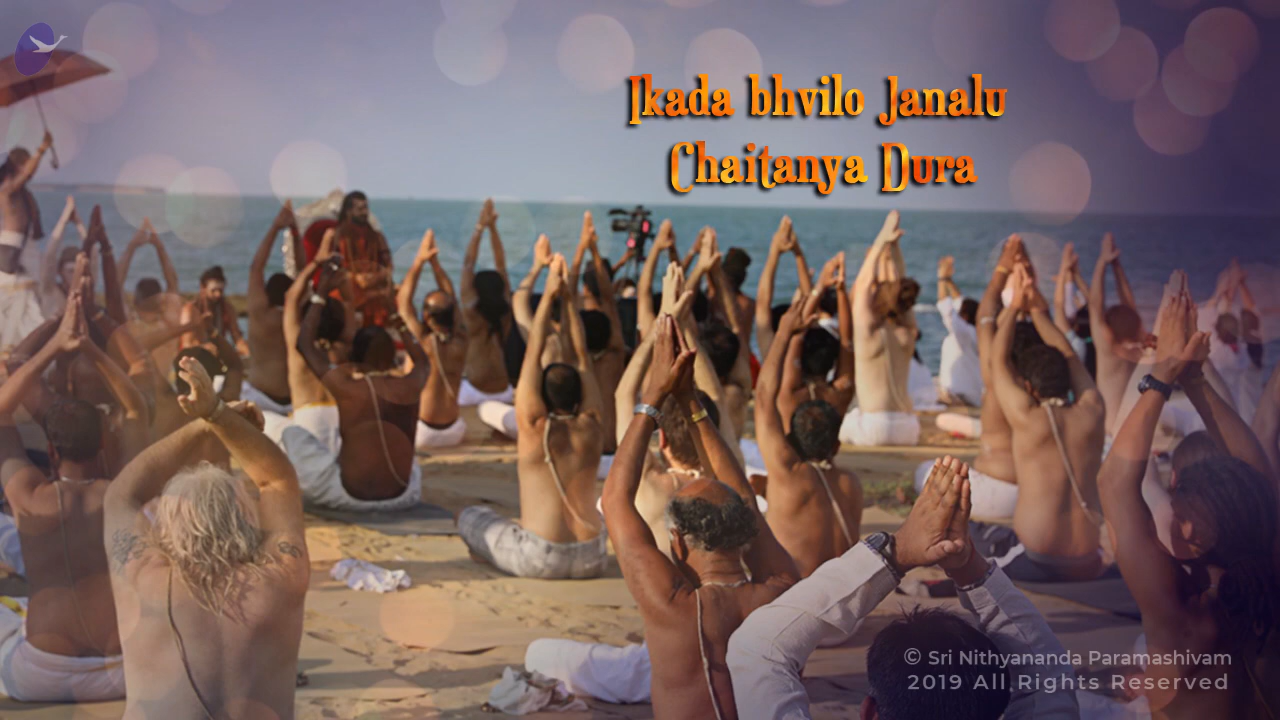 Ikada bhvilo Janalu
Chaitanya Dura
© Sri Nithyananda Paramashivam
2019 All Rights Reserved